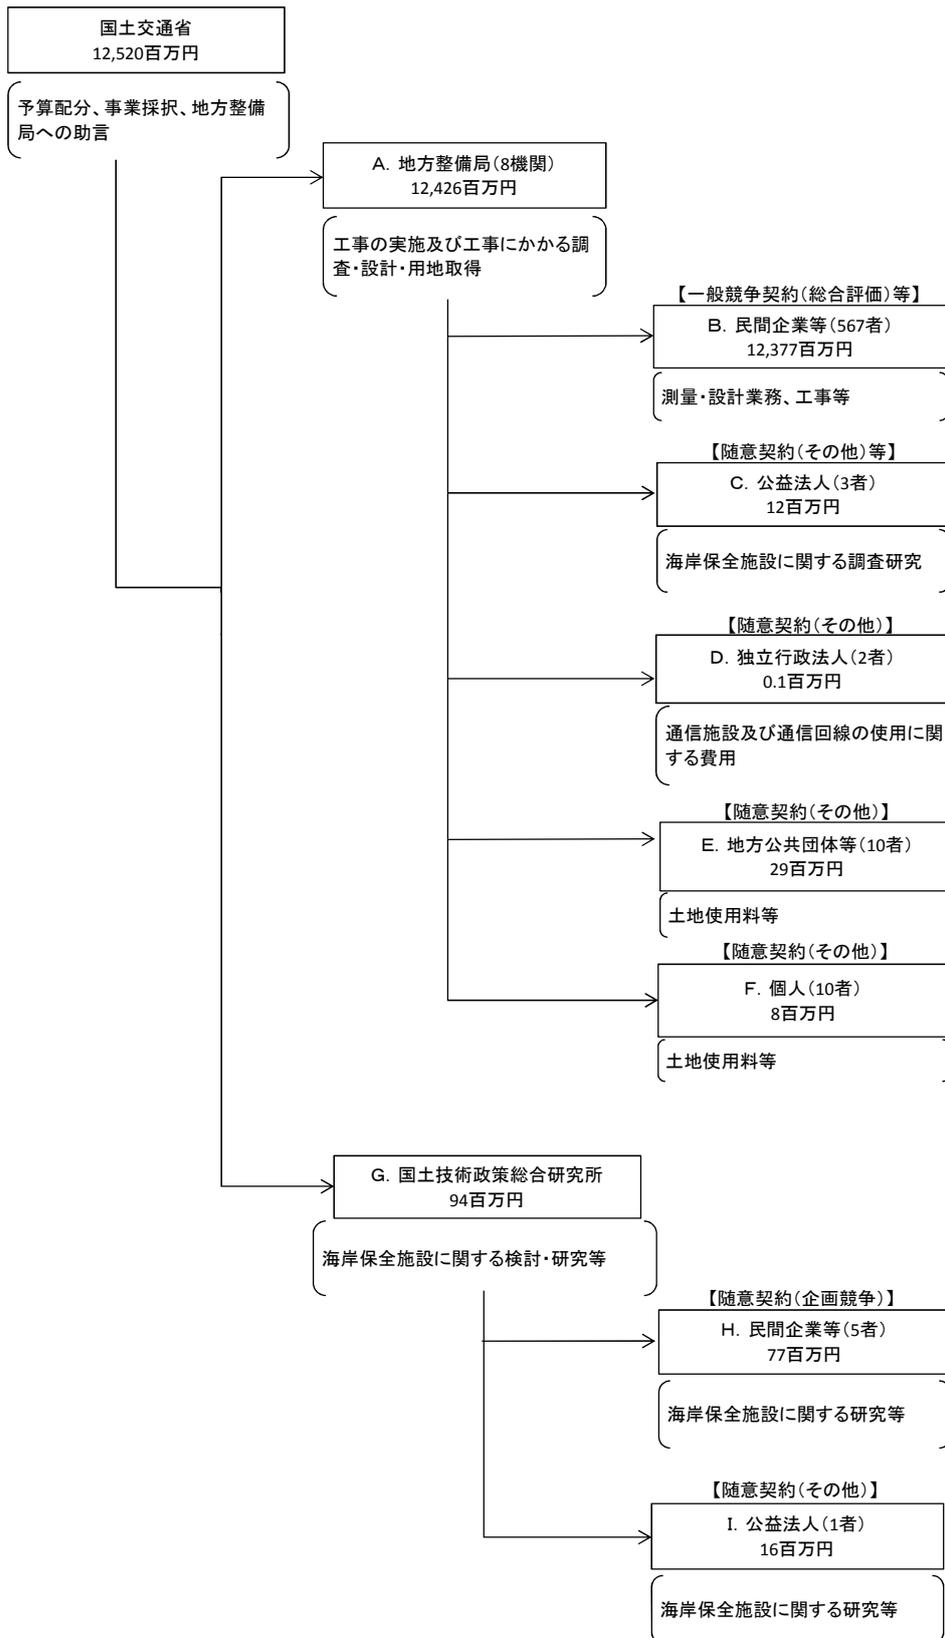 国土交通省
12,520百万円
予算配分、事業採択、地方整備
局への助言
A. 地方整備局(8機関)
12,426百万円
工事の実施及び工事にかかる調
査・設計・用地取得
【一般競争契約(総合評価)等】
B. 民間企業等(567者)
12,377百万円
測量・設計業務、工事等
【随意契約(その他)等】
C. 公益法人(3者)
12百万円
海岸保全施設に関する調査研究
【随意契約(その他)】
D. 独立行政法人(2者)
0.1百万円
通信施設及び通信回線の使用に関
する費用
【随意契約(その他)】
E. 地方公共団体等(10者)
29百万円
土地使用料等
【随意契約(その他)】
F. 個人(10者)
8百万円
土地使用料等
G. 国土技術政策総合研究所
94百万円
海岸保全施設に関する検討・研究等
【随意契約(企画競争)】
H. 民間企業等(5者)
77百万円
海岸保全施設に関する研究等
【随意契約(その他)】
I. 公益法人(1者)
16百万円
海岸保全施設に関する研究等